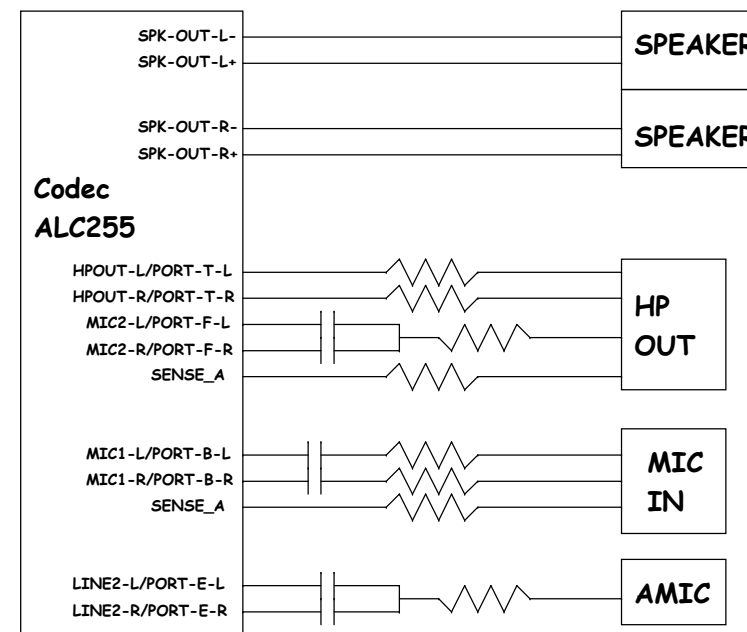 SPK-OUT-L-
SPK-OUT-L+
SPEAKER
SPK-OUT-R-
SPK-OUT-R+
SPEAKER
Codec
ALC255
HPOUT-L/PORT-T-L
HPOUT-R/PORT-T-R
MIC2-L/PORT-F-L
MIC2-R/PORT-F-R
SENSE_A
HP
OUT
MIC1-L/PORT-B-L
MIC1-R/PORT-B-R
SENSE_A
MIC
IN
LINE2-L/PORT-E-L
LINE2-R/PORT-E-R
AMIC